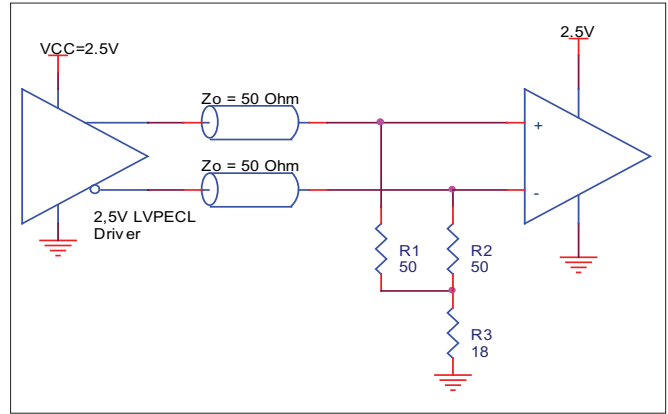 VCC=2.5V
2.5V
Zo = 50 Ohm
+
Zo = 50 Ohm
-
2,5V LVPECL
Driver
R1
50
R2
50
R3
18